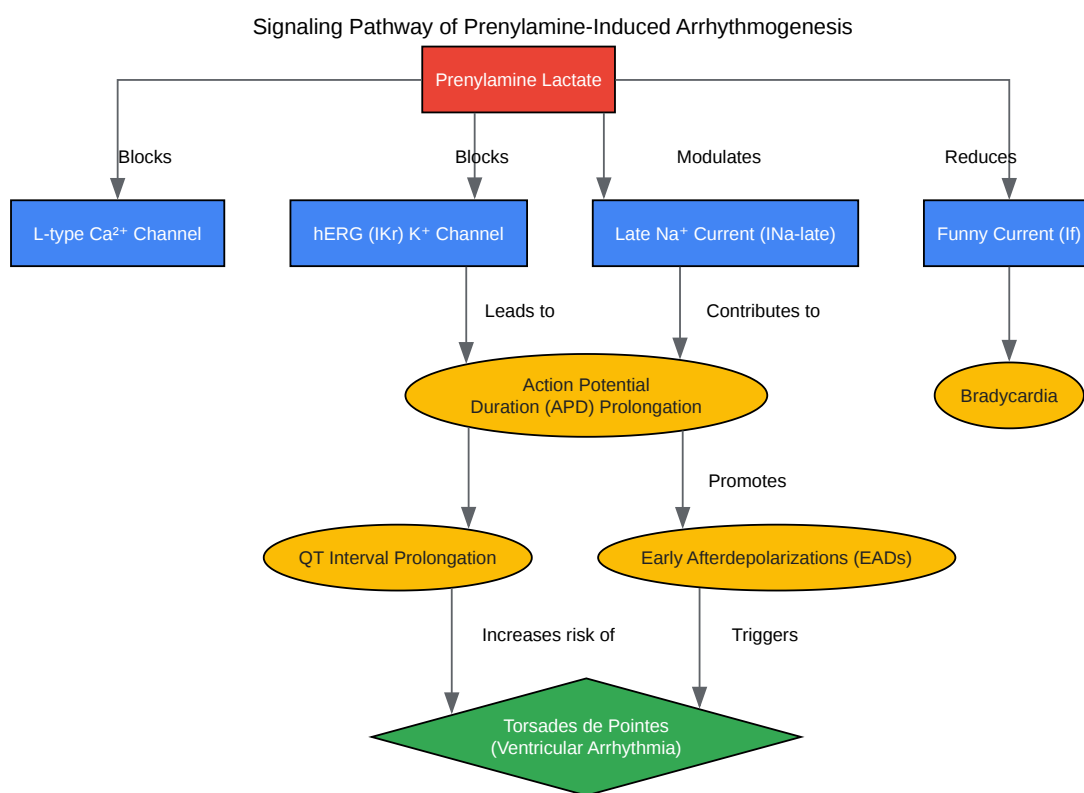 Signaling Pathway of Prenylamine-Induced Arrhythmogenesis
Prenylamine Lactate
Blocks
Blocks
Modulates
Reduces
L-type Ca²⁺ Channel
hERG (IKr) K⁺ Channel
Late Na⁺ Current (INa-late)
Funny Current (If)
Leads to
Contributes to
Action Potential
Duration (APD) Prolongation
Bradycardia
Promotes
QT Interval Prolongation
Early Afterdepolarizations (EADs)
Increases risk of
Triggers
Torsades de Pointes
(Ventricular Arrhythmia)